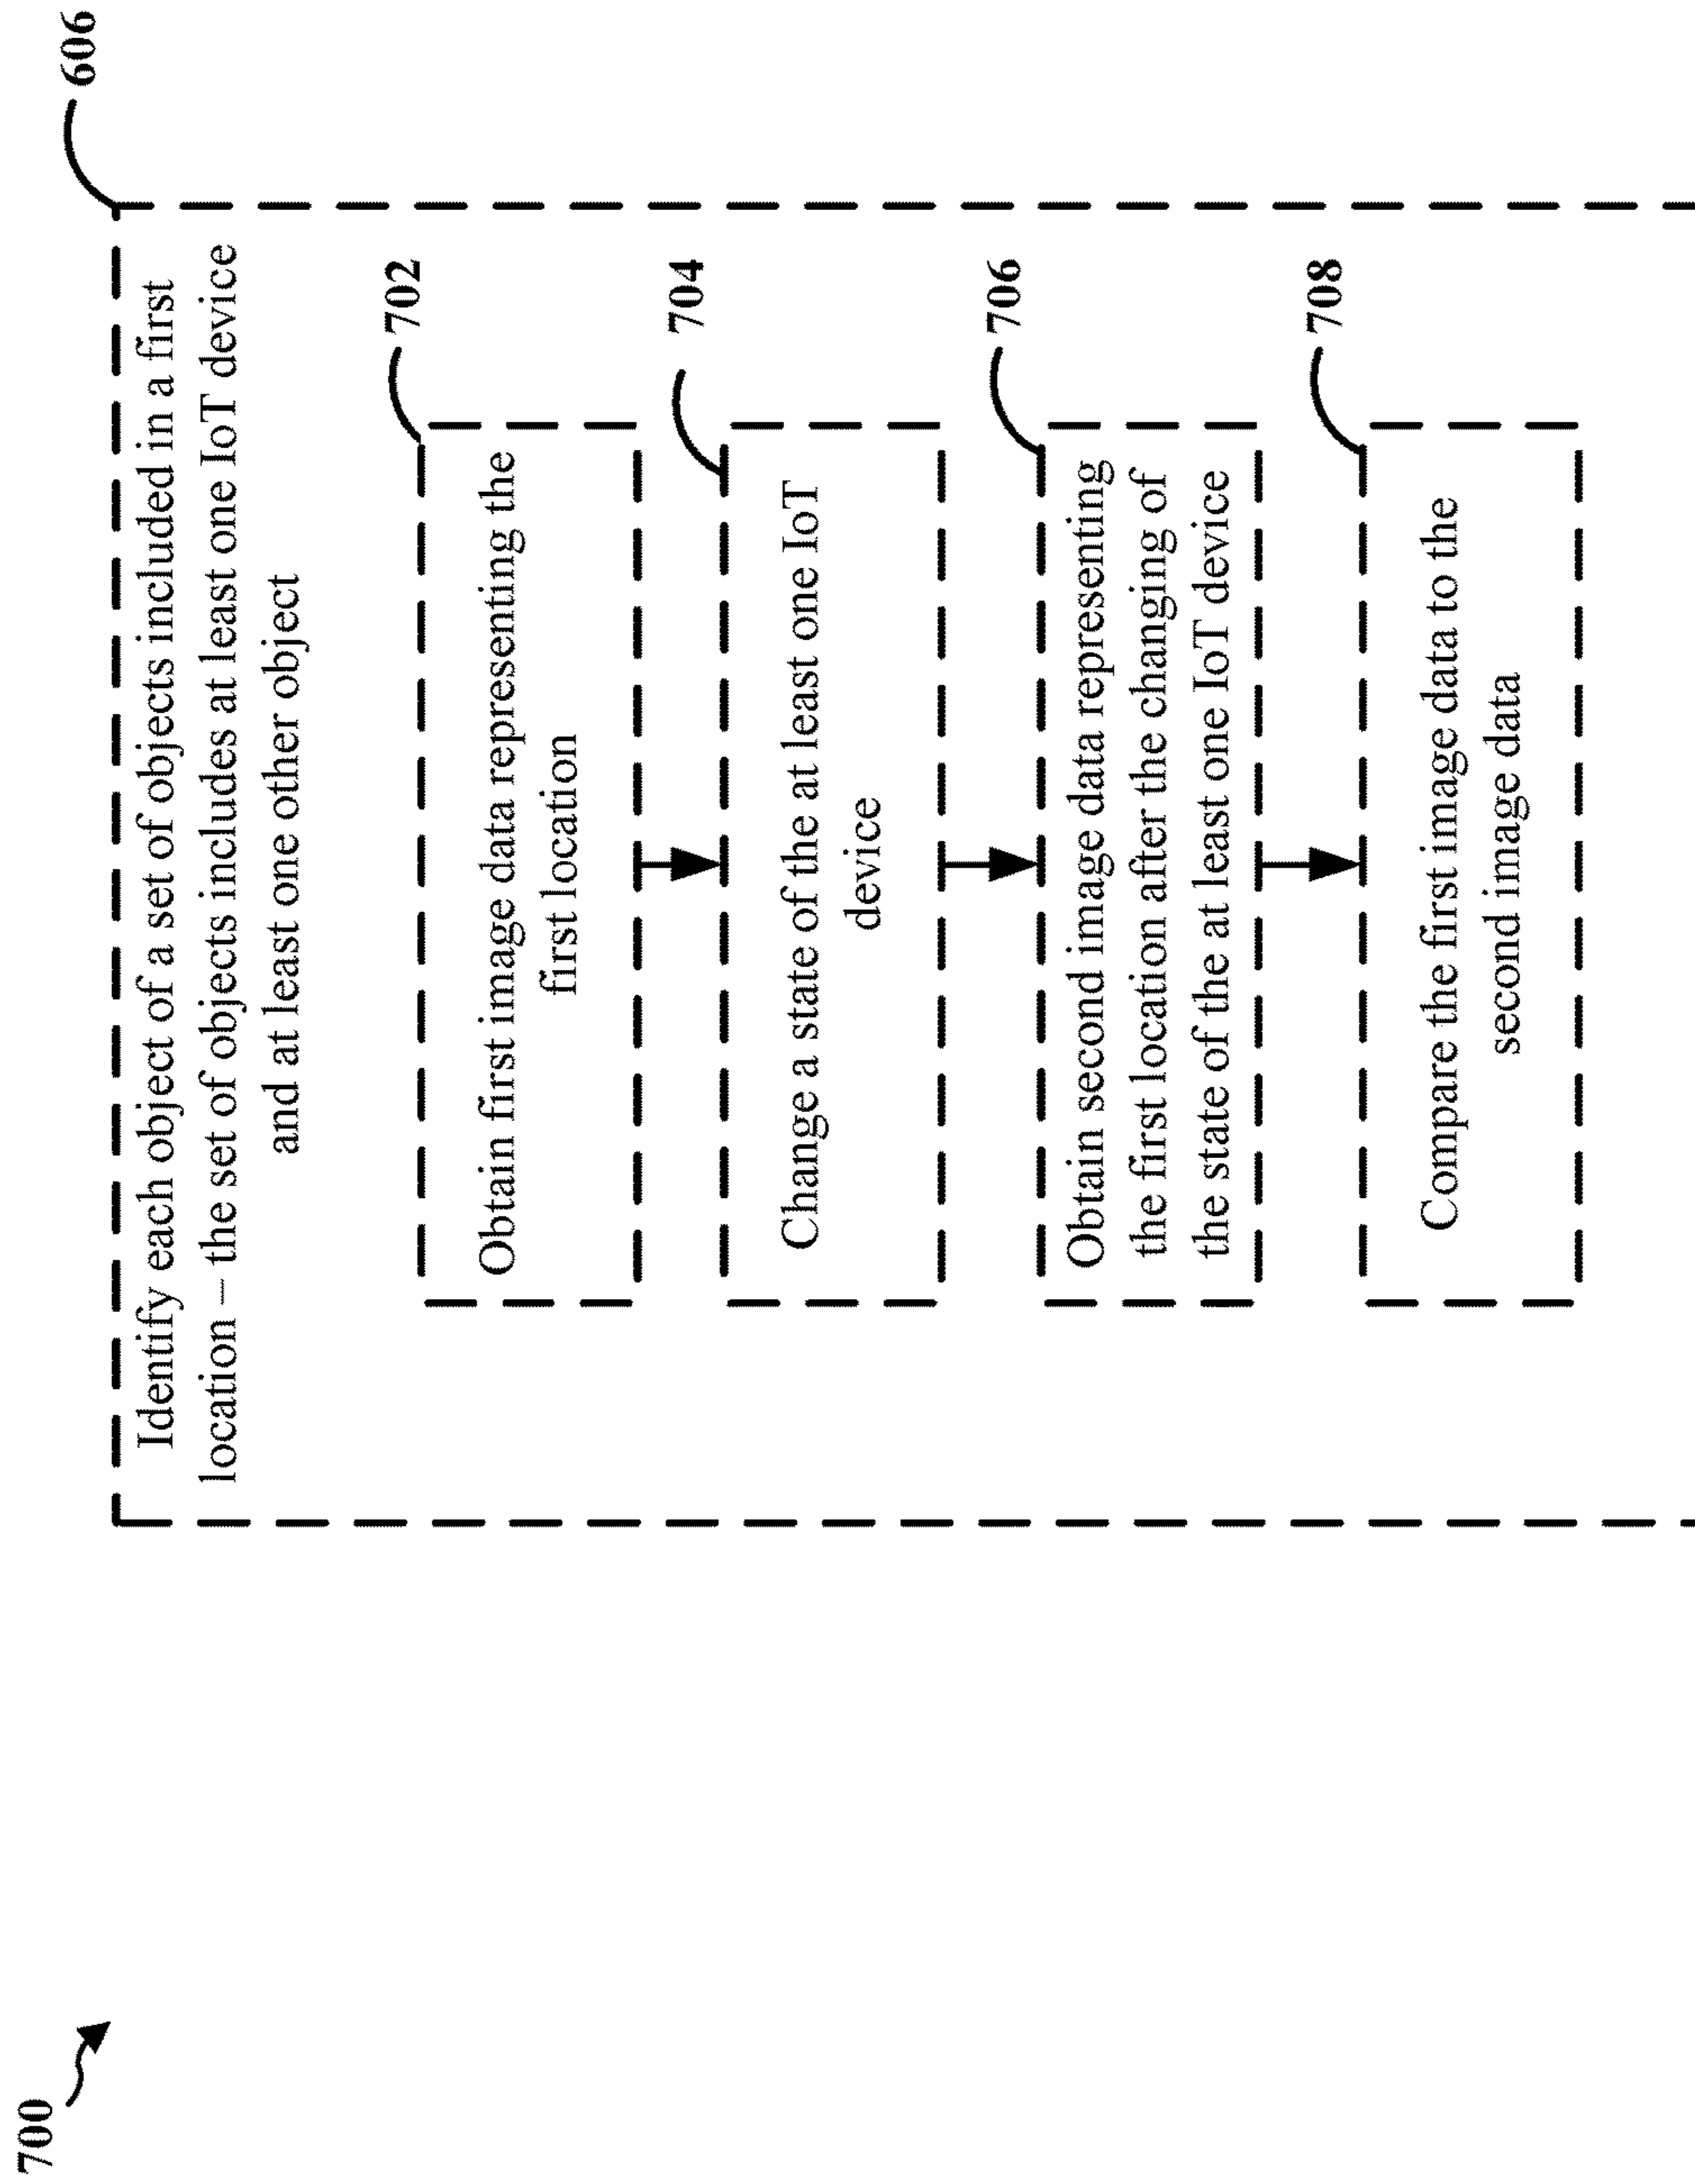 700
606
Identify each object of a set of objects included in a first
location – the set of objects includes at least one IoT device
and at least one other object
702
Obtain first image data representing the
first location
704
Change a state of the at least one IoT
device
706
Obtain second image data representing
the first location after the changing of
the state of the at least one IoT device
708
Compare the first image data to the
second image data